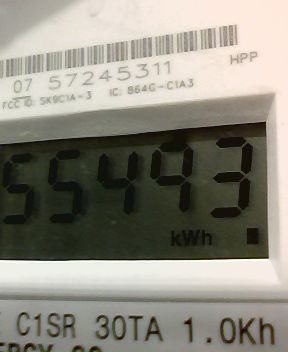 07 57245311
HPP
FCC ID: SK9C1A-3 IC: 864G-C1A3
55493
kWh
C1SR 30TA 1.0Kh